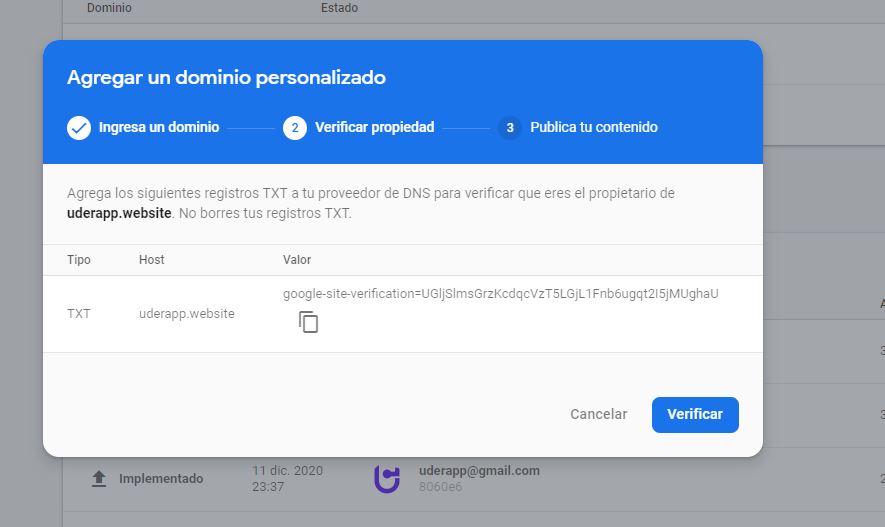 Dominio
Estado
Agregar un dominio personalizado
Ingresa un dominio
2
Verificar propiedad
3
Publica tu contenido
Agrega los siguientes registros TXT a tu proveedor de DNS para verificar que eres el propietario de
uderapp.website. No borres tus registros TXT.
Tipo
Host
Valor
TXT
uderapp.website
google-site-verification=UGljSlmsGrzKcdqcVzT5LGjL1Fnb6ugqt2I5jMUghaU
Cancelar
Verificar
Implementado
11 dic. 2020
23:37
uderapp@gmail.com
8060e6